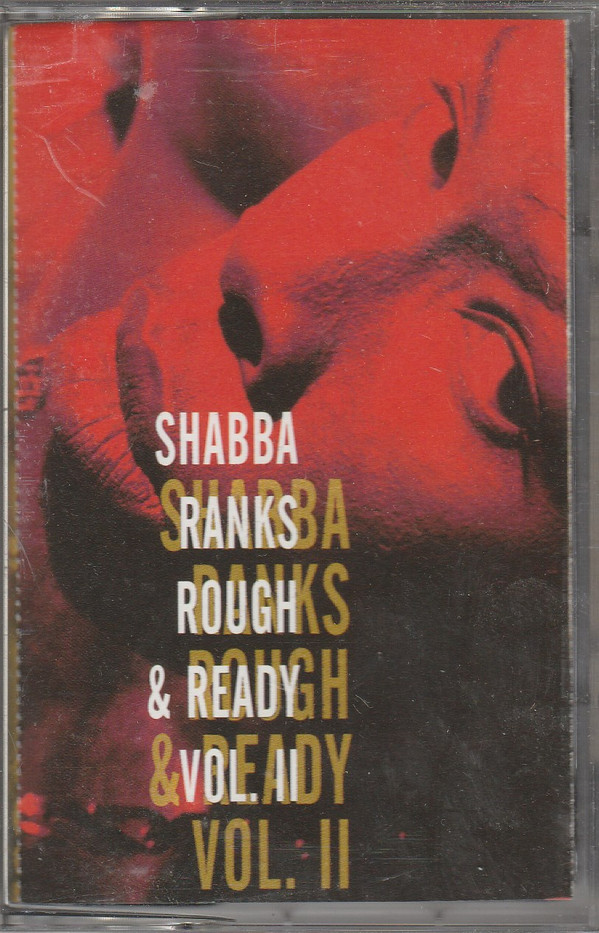 SHABBA
RANKS
ROUGH
& READY
VOL. II
SHABBA
RANKS
ROUGH
& READY
VOL. II